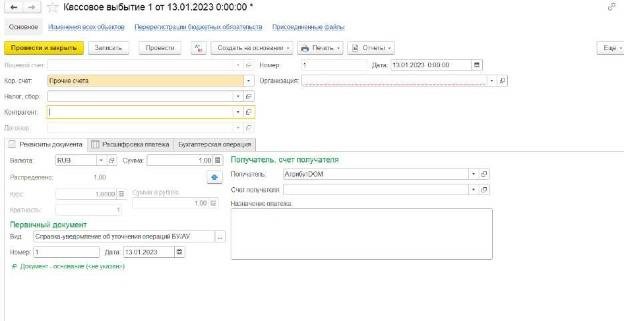 Кассовое выбытие 1 от 13.01.2023 0:00:00 *
Основное Изменения всех объектов Перерегистрации бюджетных обязательств Присоединенные файлы
Провести и закрыть Записать Провести Создать на основании Печать Отчеты Еще
Лицевой счет: Номер: 1 Дата: 13.01.2023 0:00:00
Кор. счет: Прочие счета Организация:
Налог, сбор:
Контрагент:
Договор:
Реквизиты документа Расшифровка платежа Бухгалтерская операция
Валюта: RUB Сумма: 1,00 Получатель, счет получателя
Распределено: 1,00 Получатель: АтрибутDOM
Курс: 1,0000 Сумма в рублях: 1,00 Счет получателя:
Кратность: 1 Назначение платежа:
Первичный документ
Вид: Справка-уведомление об уточнении операций БУ/АУ ...
Номер: 1 Дата: 13.01.2023
Документ - основание (<не указан>)